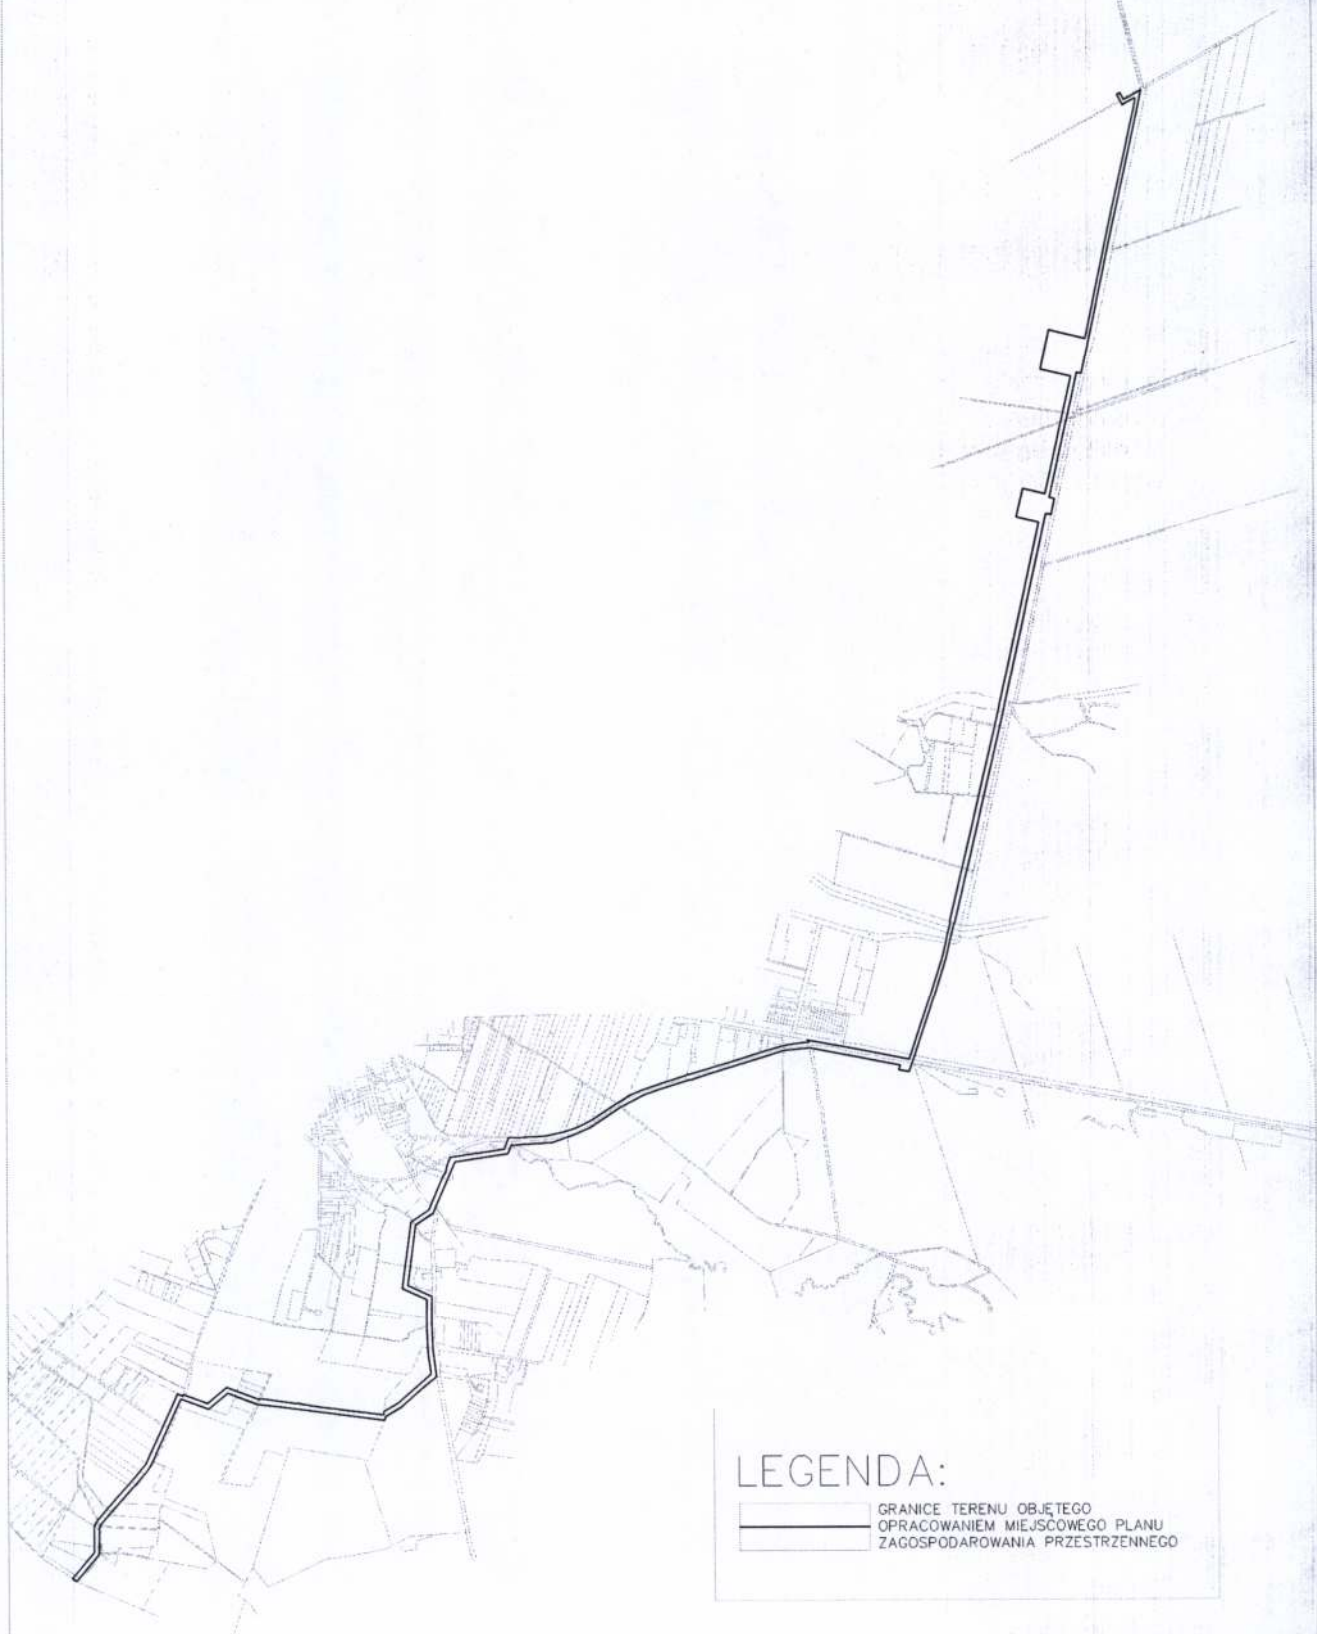 LEGENDA:
GRANICE TERENU OBJĘTEGO
OPRACOWANIEM MIEJSCOWEGO PLANU
ZAGOSPODAROWANIA PRZESTRZENNEGO